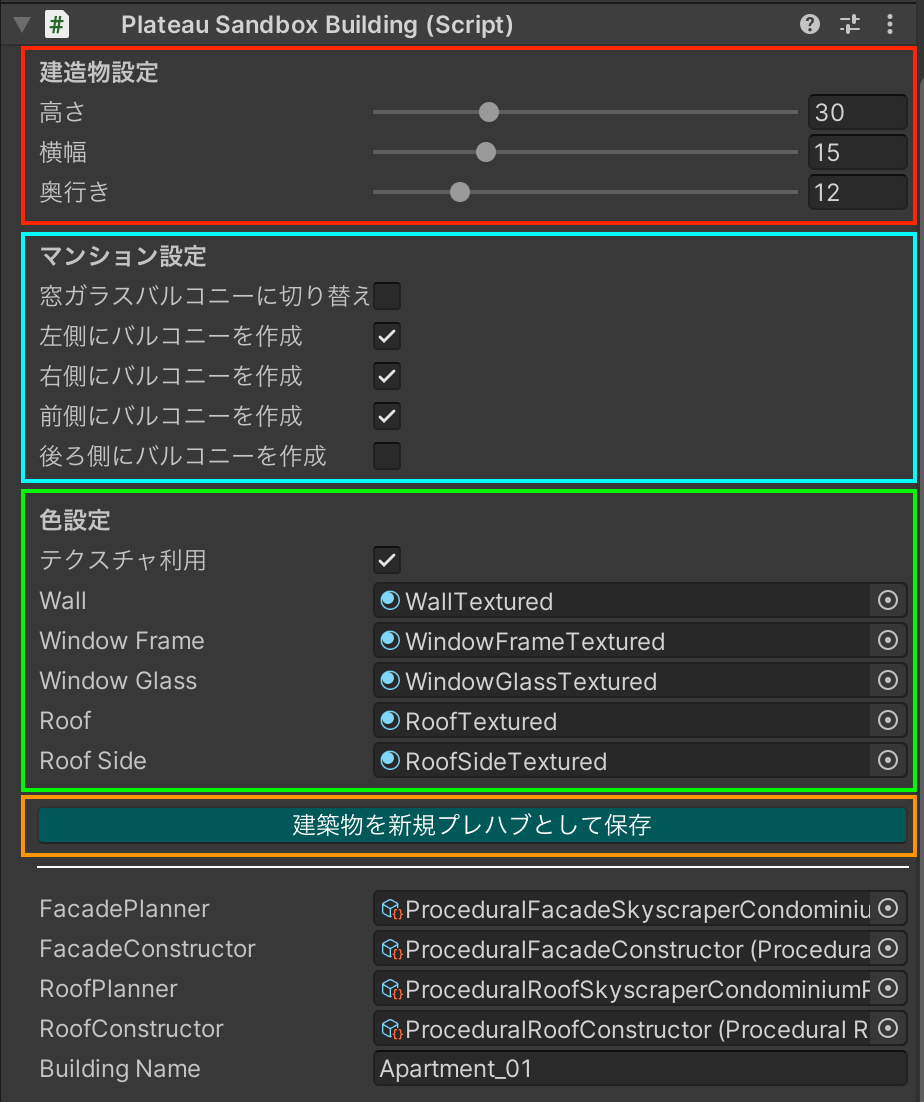 Plateau Sandbox Building (Script)
建造物設定
高さ 30
横幅 15
奥行き 12
マンション設定
窓ガラスバルコニーに切り替え
左側にバルコニーを作成
右側にバルコニーを作成
前側にバルコニーを作成
後ろ側にバルコニーを作成
色設定
テクスチャ利用
Wall WallTextured
Window Frame WindowFrameTextured
Window Glass WindowGlassTextured
Roof RoofTextured
Roof Side RoofSideTextured
建築物を新規プレハブとして保存
FacadePlanner ProceduralFacadeSkyscraperCondominiu
FacadeConstructor ProceduralFacadeConstructor (Procedura
RoofPlanner ProceduralRoofSkyscraperCondominiumP
RoofConstructor ProceduralRoofConstructor (Procedural R
Building Name Apartment_01